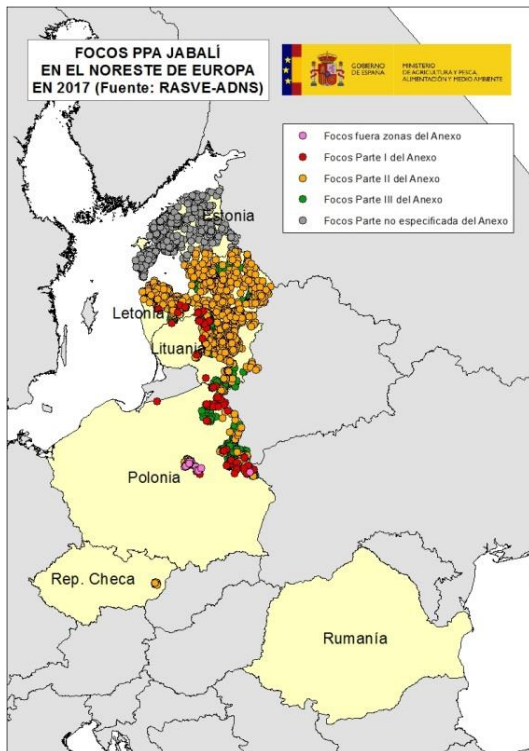 FOCOS PPA JABALÍ
EN EL NORESTE DE EUROPA
EN 2017 (Fuente: RASVE-ADNS)
GOBIERNO
DE ESPAÑA
MINISTERIO
DE AGRICULTURA Y PESCA,
ALIMENTACIÓN Y MEDIO AMBIENTE
Focos fuera zonas del Anexo
Focos Parte I del Anexo
Focos Parte II del Anexo
Focos Parte III del Anexo
Focos Parte no especificada del Anexo
Estonia
Letonia
Lituania
Polonia
Rep. Checa
Rumanía